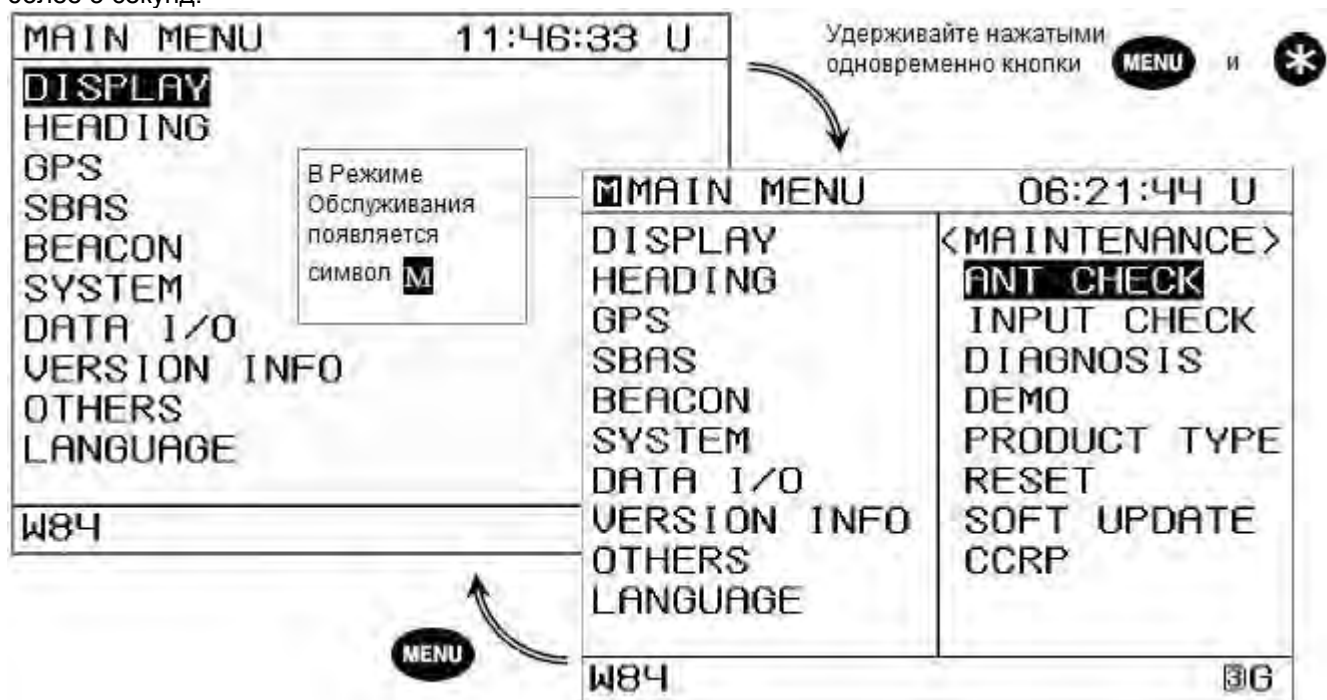 MAIN MENU 11:46:33 U
DISPLAY
HEADING
GPS
SBAS
BEACON
SYSTEM
DATA I/O
VERSION INFO
OTHERS
LANGUAGE
W84
Удерживайте нажатыми
одновременно кнопки MENU и *
В Режиме
Обслуживания
появляется
символ M
M MAIN MENU 06:21:44 U
DISPLAY
HEADING
GPS
SBAS
BEACON
SYSTEM
DATA I/O
VERSION INFO
OTHERS
LANGUAGE
<MAINTENANCE>
ANT CHECK
INPUT CHECK
DIAGNOSIS
DEMO
PRODUCT TYPE
RESET
SOFT UPDATE
CCRP
W84 3G
MENU